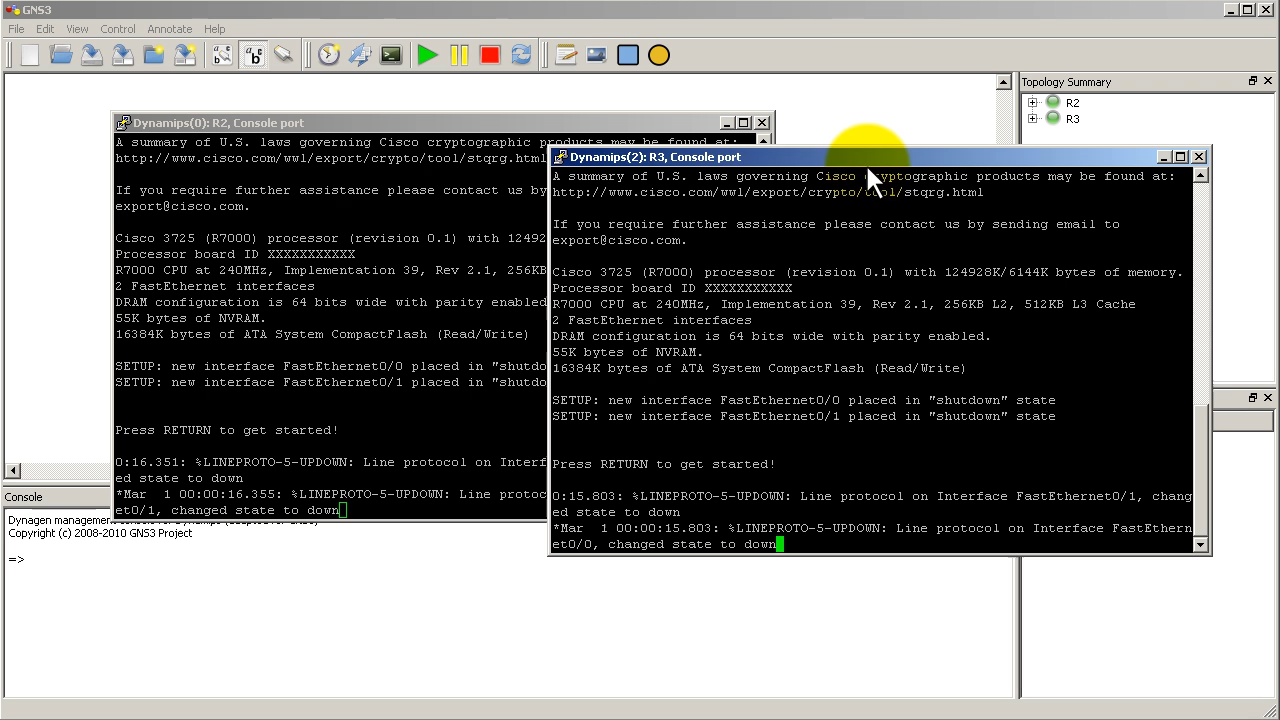 GNS3
File Edit View Control Annotate Help
Topology Summary
R2
R3
Dynamips(0): R2, Console port
A summary of U.S. laws governing Cisco cryptographic products may be found at:
http://www.cisco.com/wwl/export/crypto/tool/stqrg.html
If you require further assistance please contact us by
export@cisco.com.
Cisco 3725 (R7000) processor (revision 0.1) with 12492
Processor board ID XXXXXXXXXXX
R7000 CPU at 240MHz, Implementation 39, Rev 2.1, 256KB
2 FastEthernet interfaces
DRAM configuration is 64 bits wide with parity enabled
55K bytes of NVRAM.
16384K bytes of ATA System CompactFlash (Read/Write)
SETUP: new interface FastEthernet0/0 placed in "shutdo
SETUP: new interface FastEthernet0/1 placed in "shutdo
Press RETURN to get started!
0:16.351: %LINEPROTO-5-UPDOWN: Line protocol on Interf
ed state to down
*Mar  1 00:00:16.355: %LINEPROTO-5-UPDOWN: Line protoc
et0/1, changed state to down
Dynamips(2): R3, Console port
A summary of U.S. laws governing Cisco cryptographic products may be found at:
http://www.cisco.com/wwl/export/crypto/tool/stqrg.html
If you require further assistance please contact us by sending email to
export@cisco.com.
Cisco 3725 (R7000) processor (revision 0.1) with 124928K/6144K bytes of memory.
Processor board ID XXXXXXXXXXX
R7000 CPU at 240MHz, Implementation 39, Rev 2.1, 256KB L2, 512KB L3 Cache
2 FastEthernet interfaces
DRAM configuration is 64 bits wide with parity enabled.
55K bytes of NVRAM.
16384K bytes of ATA System CompactFlash (Read/Write)
SETUP: new interface FastEthernet0/0 placed in "shutdown" state
SETUP: new interface FastEthernet0/1 placed in "shutdown" state
Press RETURN to get started!
0:15.803: %LINEPROTO-5-UPDOWN: Line protocol on Interface FastEthernet0/1, chang
ed state to down
*Mar  1 00:00:15.803: %LINEPROTO-5-UPDOWN: Line protocol on Interface FastEthern
et0/0, changed state to down
Console
Dynagen management console for Dynamips
Copyright (c) 2008-2010 GNS3 Project
=>